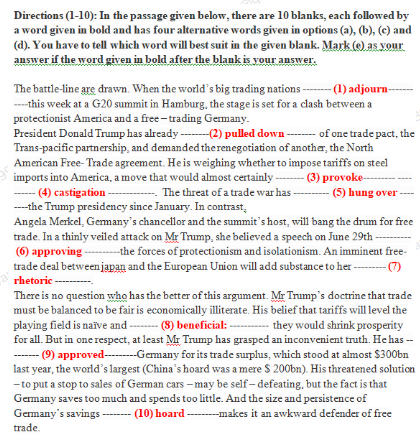 Directions (1-10): In the passage given below, there are 10 blanks, each followed by
a word given in bold and has four alternative words given in options (a), (b), (c) and
(d). You have to tell which word will best suit in the given blank. Mark (e) as your
answer if the word given in bold after the blank is your answer.
The battle-line are drawn. When the world's big trading nations -------- (1) adjourn-------
----this week at a G20 summit in Hamburg, the stage is set for a clash between a
protectionist America and a free – trading Germany.
President Donald Trump has already --------(2) pulled down -------- of one trade pact, the
Trans-pacific partnership, and demanded the renegotiation of another, the North
American Free- Trade agreement. He is weighing whether to impose tariffs on steel
imports into America, a move that would almost certainly -------- (3) provoke---------- ----
------ (4) castigation -------------. The threat of a trade war has ---------- (5) hung over ----
----the Trump presidency since January. In contrast,
Angela Merkel, Germany's chancellor and the summit's host, will bang the drum for free
trade. In a thinly veiled attack on Mr Trump, she believed a speech on June 29th ----------
(6) approving ----------the forces of protectionism and isolationism. An imminent free-
trade deal between japan and the European Union will add substance to her --------- (7)
rhetoric ----------.
There is no question who has the better of this argument. Mr Trump's doctrine that trade
must be balanced to be fair is economically illiterate. His belief that tariffs will level the
playing field is naïve and -------- (8) beneficial: ----------- they would shrink prosperity
for all. But in one respect, at least Mr Trump has grasped an inconvenient truth. He has --
------- (9) approved---------Germany for its trade surplus, which stood at almost $300bn
last year, the world's largest (China's hoard was a mere $ 200bn). His threatened solution
– to put a stop to sales of German cars – may be self – defeating, but the fact is that
Germany saves too much and spends too little. And the size and persistence of
Germany's savings -------- (10) hoard ---------makes it an awkward defender of free
trade.